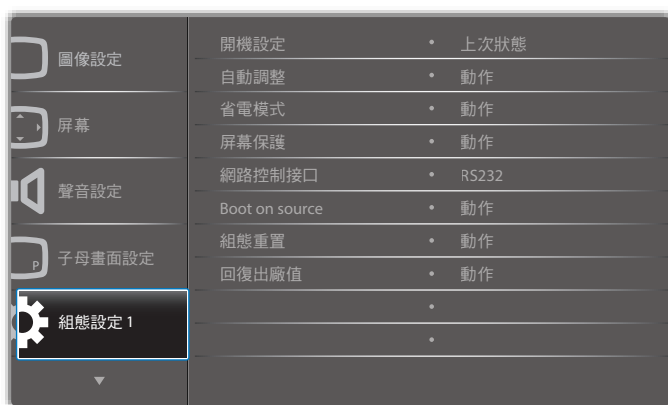 圖像設定
屏幕
聲音設定
P
子母畫面設定
組態設定 1
▼
開機設定 • 上次狀態
自動調整 • 動作
省電模式 • 動作
屏幕保護 • 動作
網路控制接口 • RS232
Boot on source • 動作
組態重置 • 動作
回復出廠值 • 動作
•
•